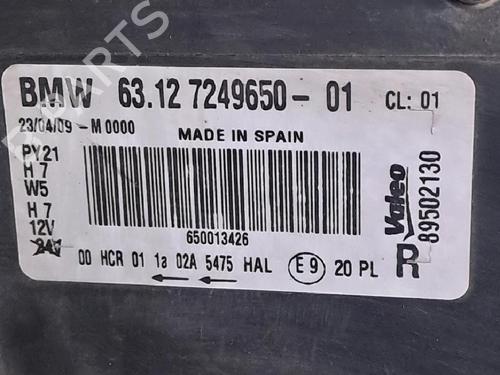 BMW 63.12 7249650-01 CL: 01
23/04/09 -M 0000
MADE IN SPAIN
PY21
H 7
W5
H 7
12V
24V
650013426
Valeo
89502130
00 HCR 01 1a 02A 5475 HAL E9 20 PL R